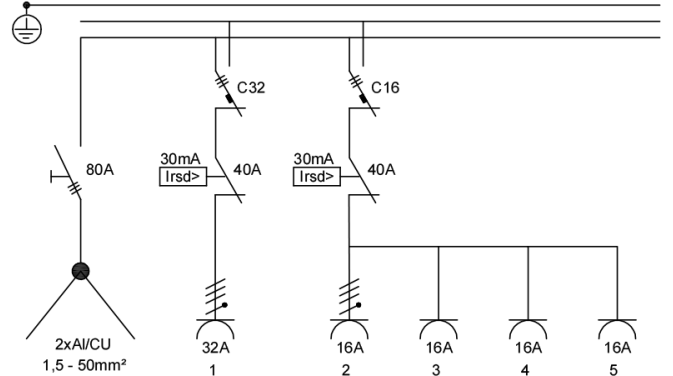 C32
C16
80A
30mA
Irsd>
40A
30mA
Irsd>
40A
2xAl/CU
1,5 - 50mm²
32A
16A
16A
16A
16A
1
2
3
4
5